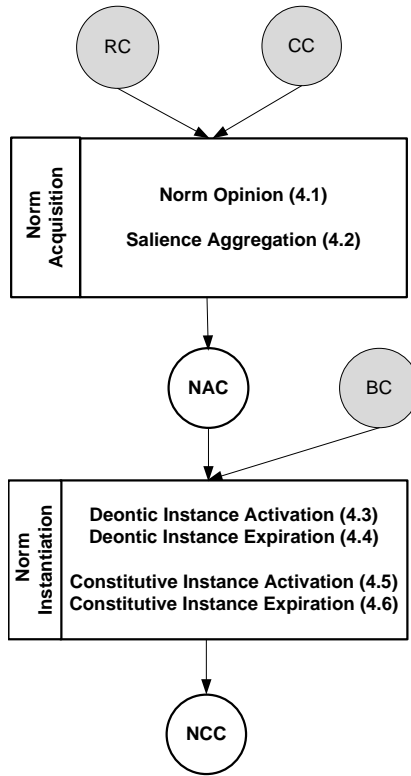 RC
CC
Norm
Acquisition
Norm Opinion (4.1)
Salience Aggregation (4.2)
NAC
BC
Norm
Instantiation
Deontic Instance Activation (4.3)
Deontic Instance Expiration (4.4)
Constitutive Instance Activation (4.5)
Constitutive Instance Expiration (4.6)
NCC